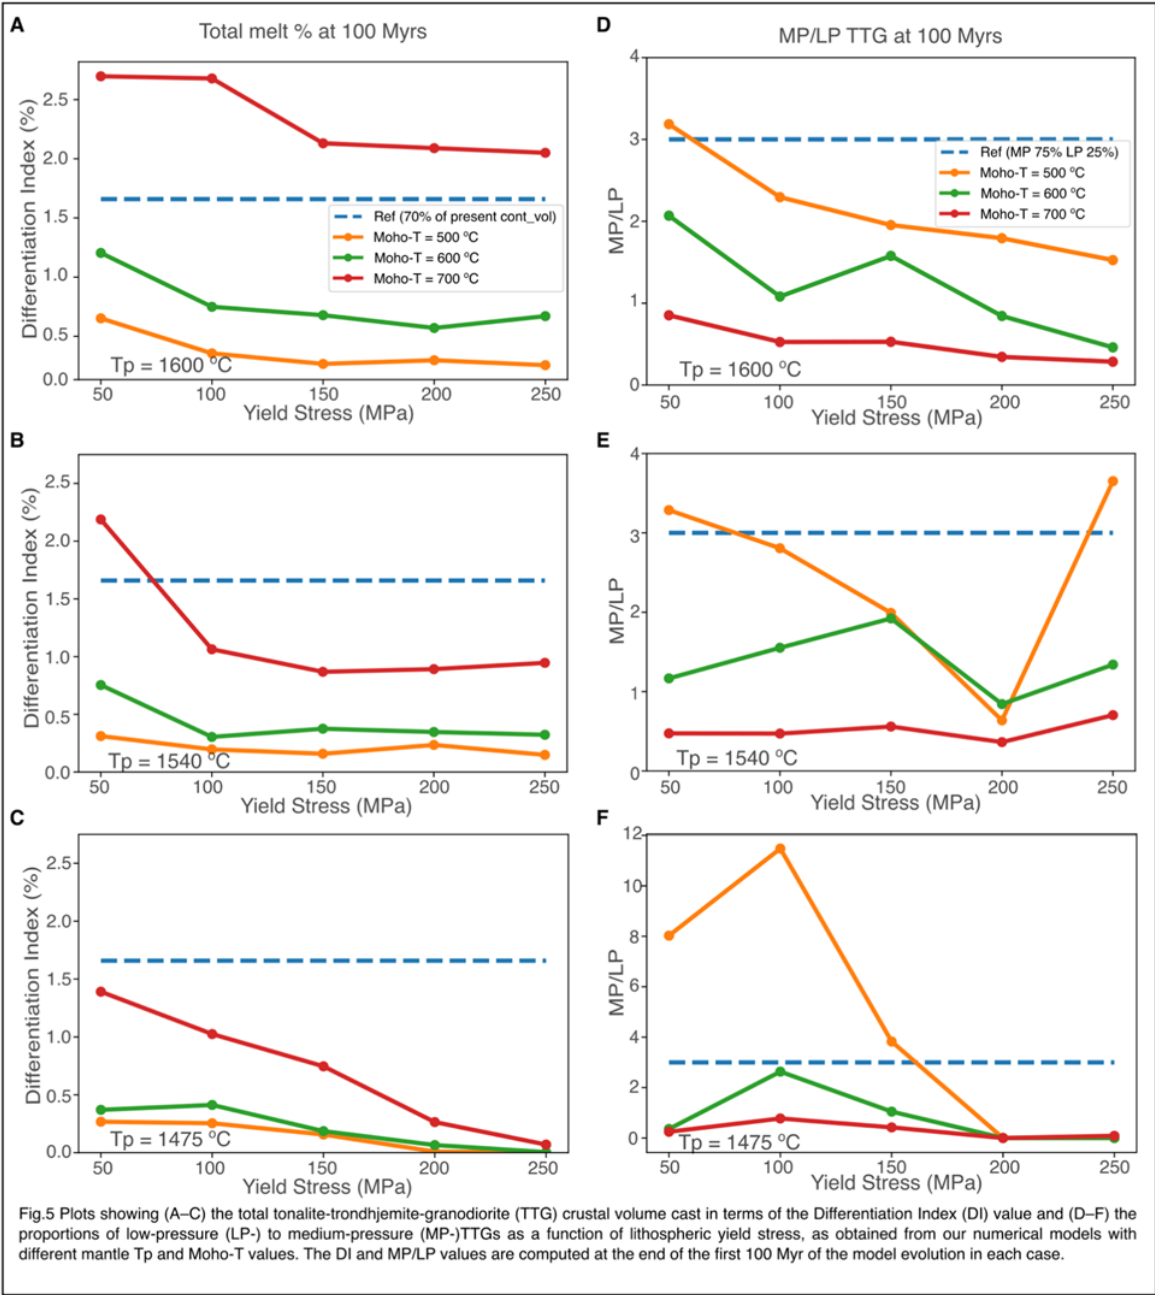 A
Total melt % at 100 Myrs
Differentiation Index (%)
2.5
2.0
1.5
1.0
0.5
0.0
Ref (70% of present cont_vol)
Moho-T = 500 °C
Moho-T = 600 °C
Moho-T = 700 °C
Tp = 1600 °C
50 100 150 200 250
Yield Stress (MPa)
D
MP/LP TTG at 100 Myrs
MP/LP
4
3
2
1
0
Ref (MP 75% LP 25%)
Moho-T = 500 °C
Moho-T = 600 °C
Moho-T = 700 °C
Tp = 1600 °C
50 100 150 200 250
Yield Stress (MPa)
B
Differentiation Index (%)
2.5
2.0
1.5
1.0
0.5
0.0
Tp = 1540 °C
50 100 150 200 250
Yield Stress (MPa)
E
MP/LP
4
3
2
1
0
Tp = 1540 °C
50 100 150 200 250
Yield Stress (MPa)
C
Differentiation Index (%)
2.5
2.0
1.5
1.0
0.5
0.0
Tp = 1475 °C
50 100 150 200 250
Yield Stress (MPa)
F
MP/LP
12
10
8
6
4
2
0
Tp = 1475 °C
50 100 150 200 250
Yield Stress (MPa)
Fig.5 Plots showing (A–C) the total tonalite-trondhjemite-granodiorite (TTG) crustal volume cast in terms of the Differentiation Index (DI) value and (D–F) the
proportions of low-pressure (LP-) to medium-pressure (MP-)TTGs as a function of lithospheric yield stress, as obtained from our numerical models with
different mantle Tp and Moho-T values. The DI and MP/LP values are computed at the end of the first 100 Myr of the model evolution in each case.